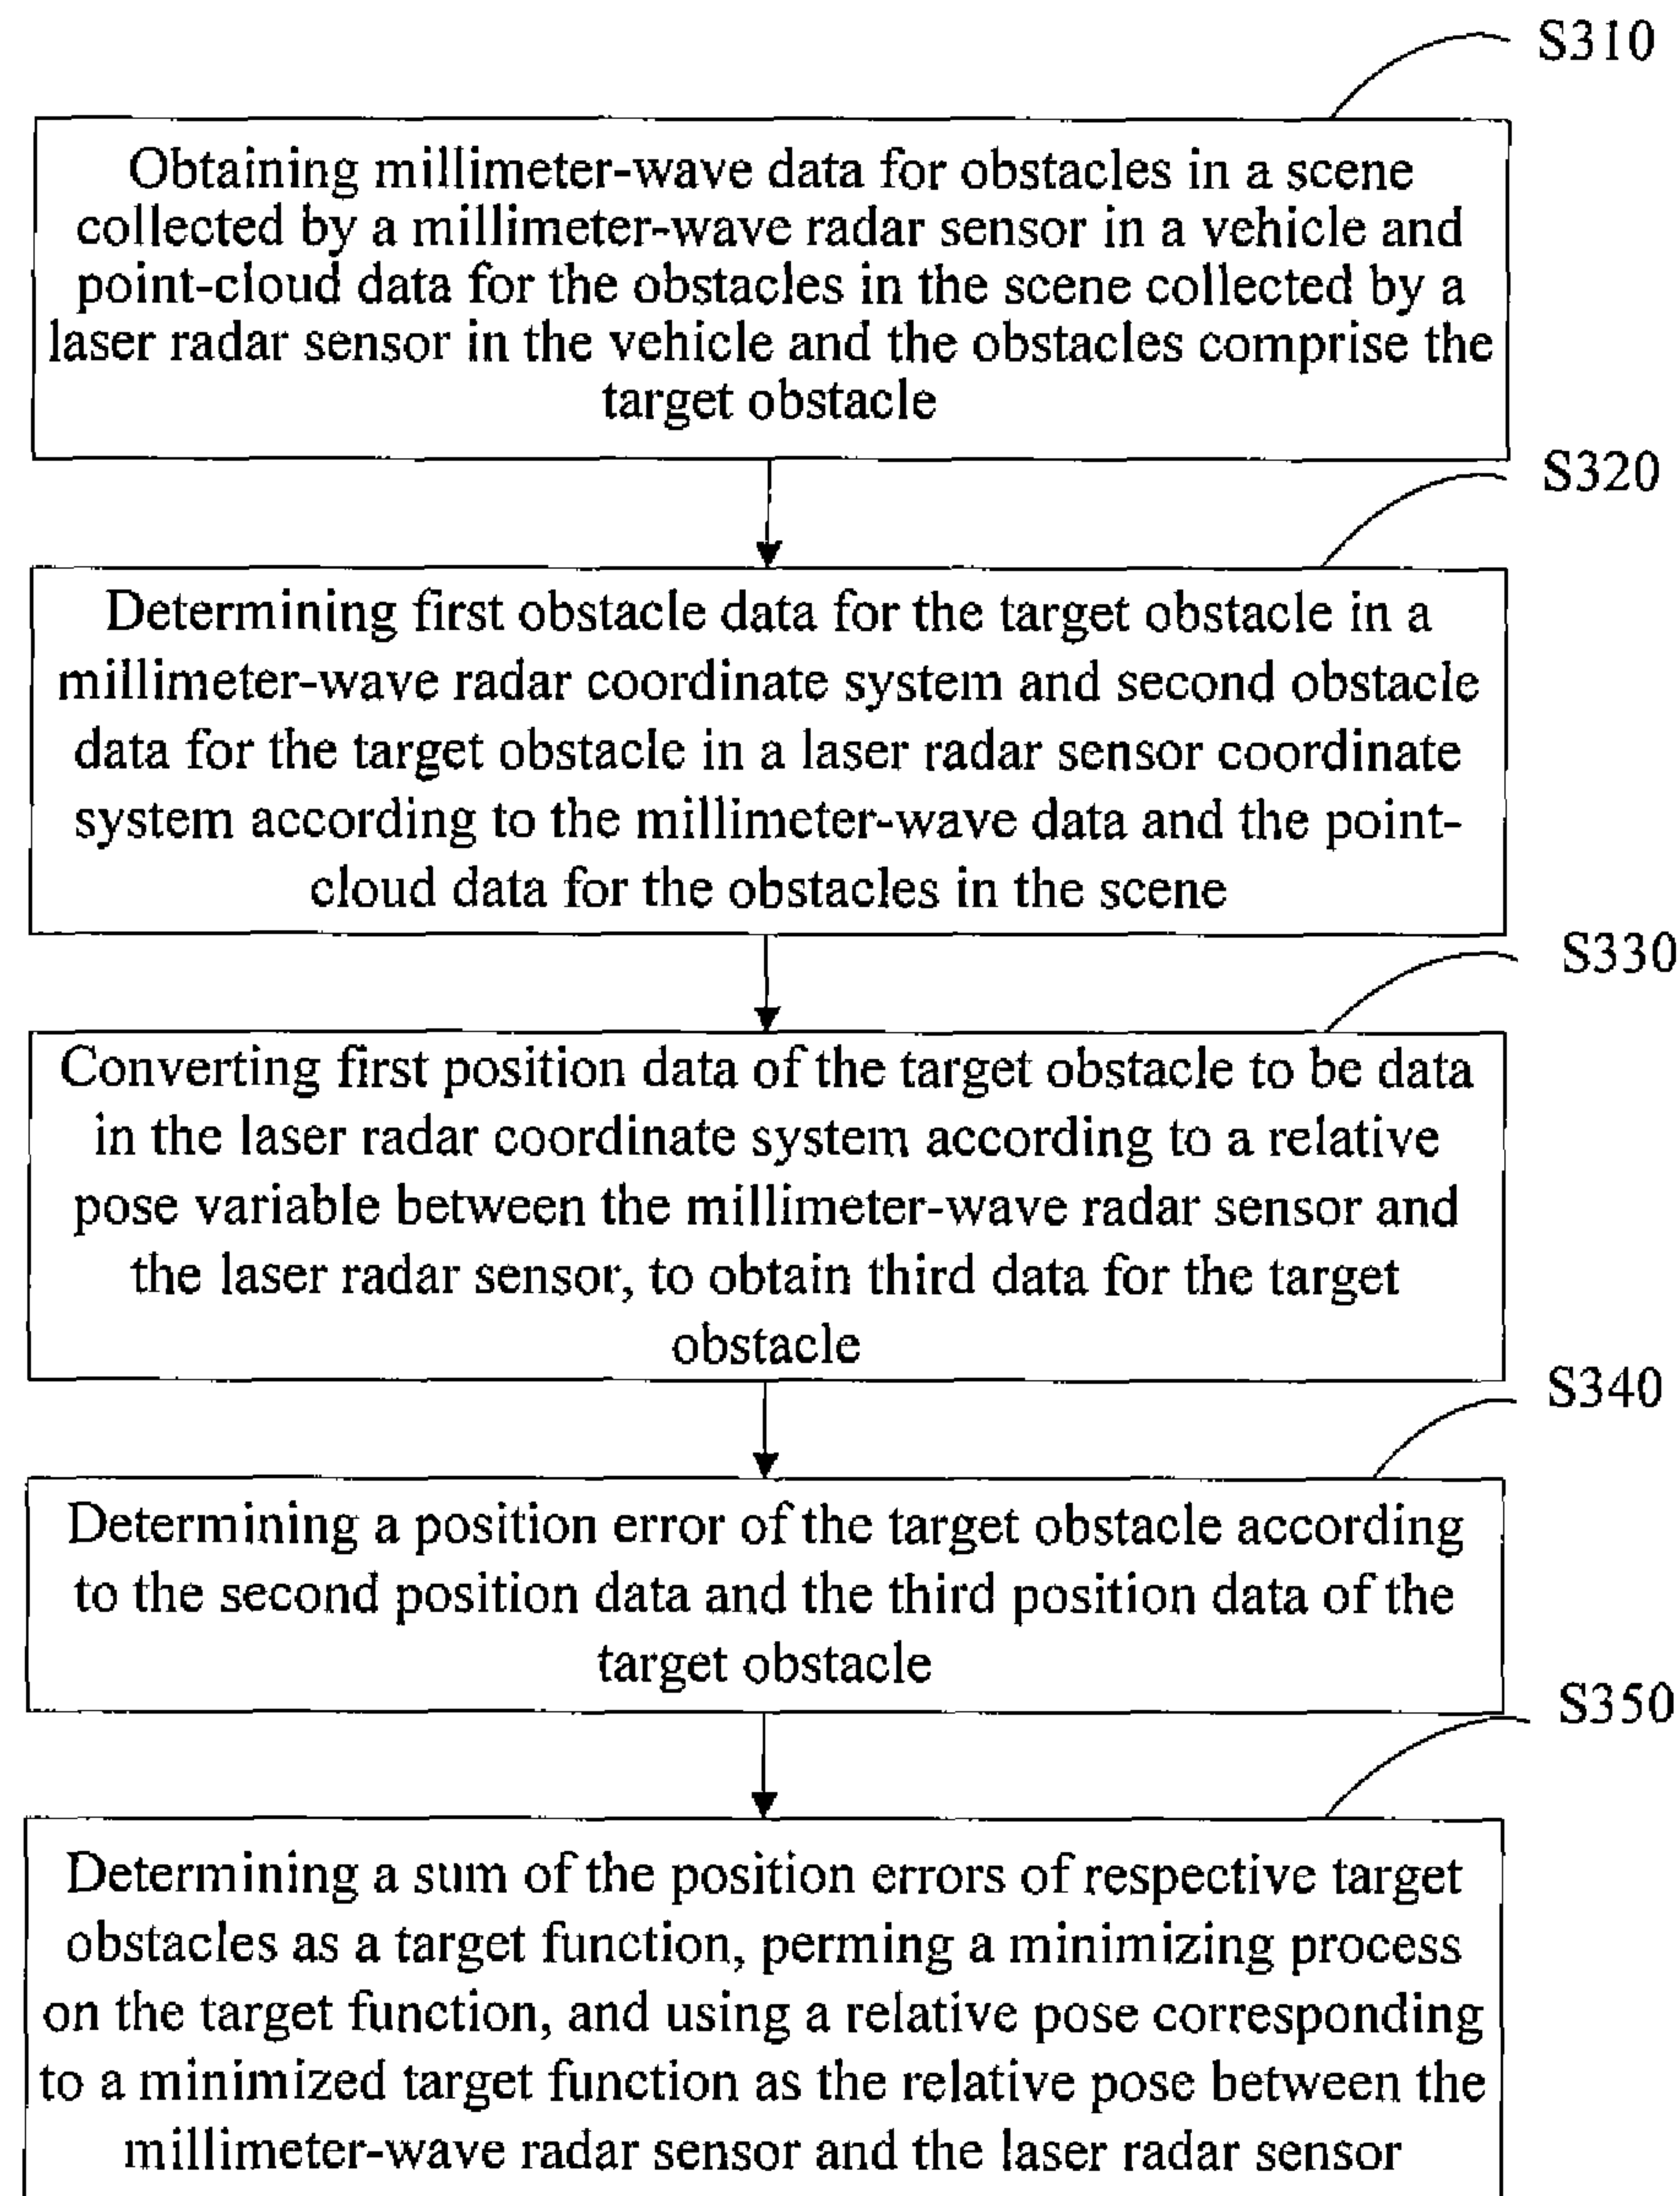 S310
Obtaining millimeter-wave data for obstacles in a scene
collected by a millimeter-wave radar sensor in a vehicle and
point-cloud data for the obstacles in the scene collected by a
laser radar sensor in the vehicle and the obstacles comprise the
target obstacle
S320
Determining first obstacle data for the target obstacle in a
millimeter-wave radar coordinate system and second obstacle
data for the target obstacle in a laser radar sensor coordinate
system according to the millimeter-wave data and the point-
cloud data for the obstacles in the scene
S330
Converting first position data of the target obstacle to be data
in the laser radar coordinate system according to a relative
pose variable between the millimeter-wave radar sensor and
the laser radar sensor, to obtain third data for the target
obstacle
S340
Determining a position error of the target obstacle according
to the second position data and the third position data of the
target obstacle
S350
Determining a sum of the position errors of respective target
obstacles as a target function, perming a minimizing process
on the target function, and using a relative pose corresponding
to a minimized target function as the relative pose between the
millimeter-wave radar sensor and the laser radar sensor